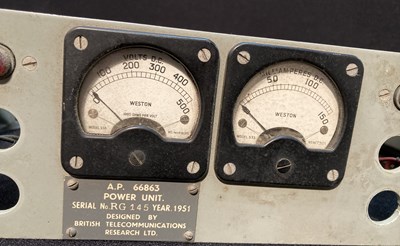 VOLTS D.C.
0 100 200 300 400 500
WESTON
MILLIAMPERES D.C.
0 50 100 150
WESTON
A.P. 66863
POWER UNIT.
SERIAL No. RG 145 YEAR. 1951
DESIGNED BY
BRITISH TELECOMMUNICATIONS
RESEARCH LTD.